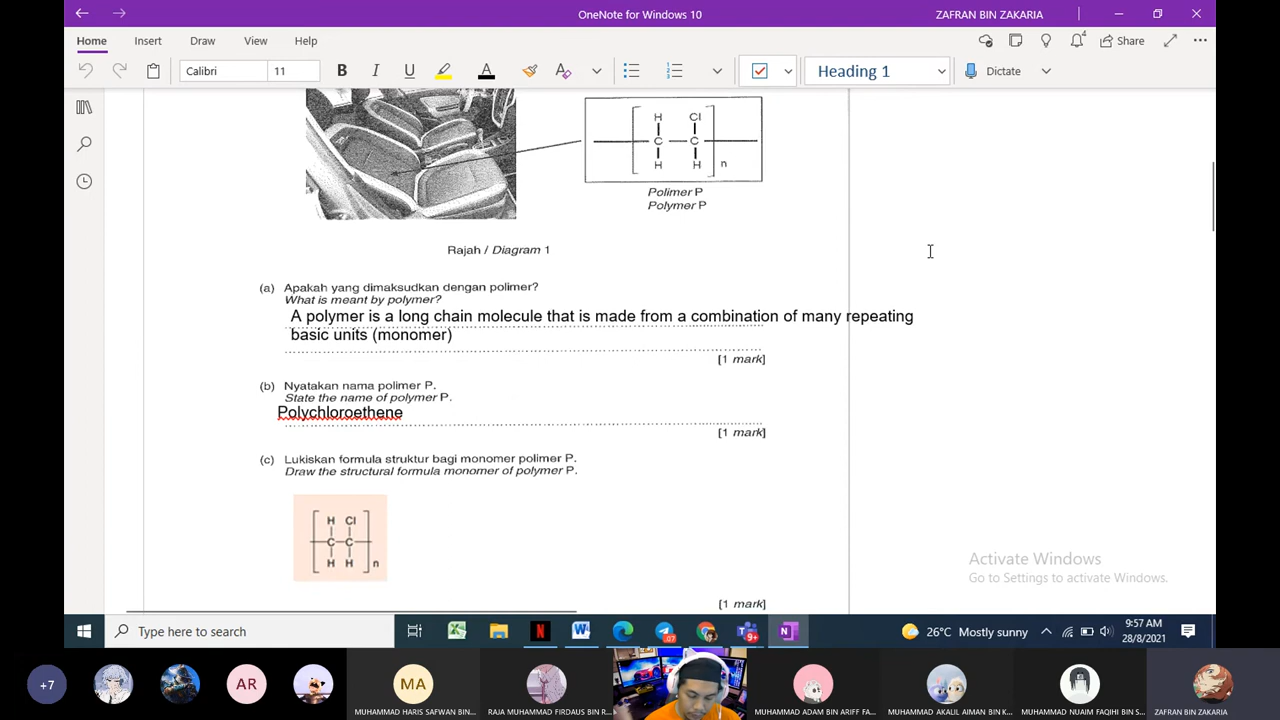 OneNote for Windows 10
ZAFRAN BIN ZAKARIA
Home Insert Draw View Help
4
Share
Calibri 11 B I U A Heading 1 Dictate
H Cl
C C
H H n
Polimer P
Polymer P
Rajah / Diagram 1
(a) Apakah yang dimaksudkan dengan polimer?
What is meant by polymer?
A polymer is a long chain molecule that is made from a combination of many repeating
basic units (monomer)
[1 mark]
(b) Nyatakan nama polimer P.
State the name of polymer P.
Polychloroethene
[1 mark]
(c) Lukiskan formula struktur bagi monomer polimer P.
Draw the structural formula monomer of polymer P.
H Cl
C C
H H n
[1 mark]
Activate Windows
Go to Settings to activate Windows.
Type here to search
26°C Mostly sunny
9:57 AM
28/8/2021
+7
AR
MA
MUHAMMAD HARIS SAFWAN BIN...
RAJA MUHAMMAD FIRDAUS BIN R...
MUHAMMAD ADAM BIN ARIFF FA...
MUHAMMAD AKALIL AIMAN BIN K...
MUHAMMAD NUAIM FAQIHI BIN S...
ZAFAN BIN ZAKARIA